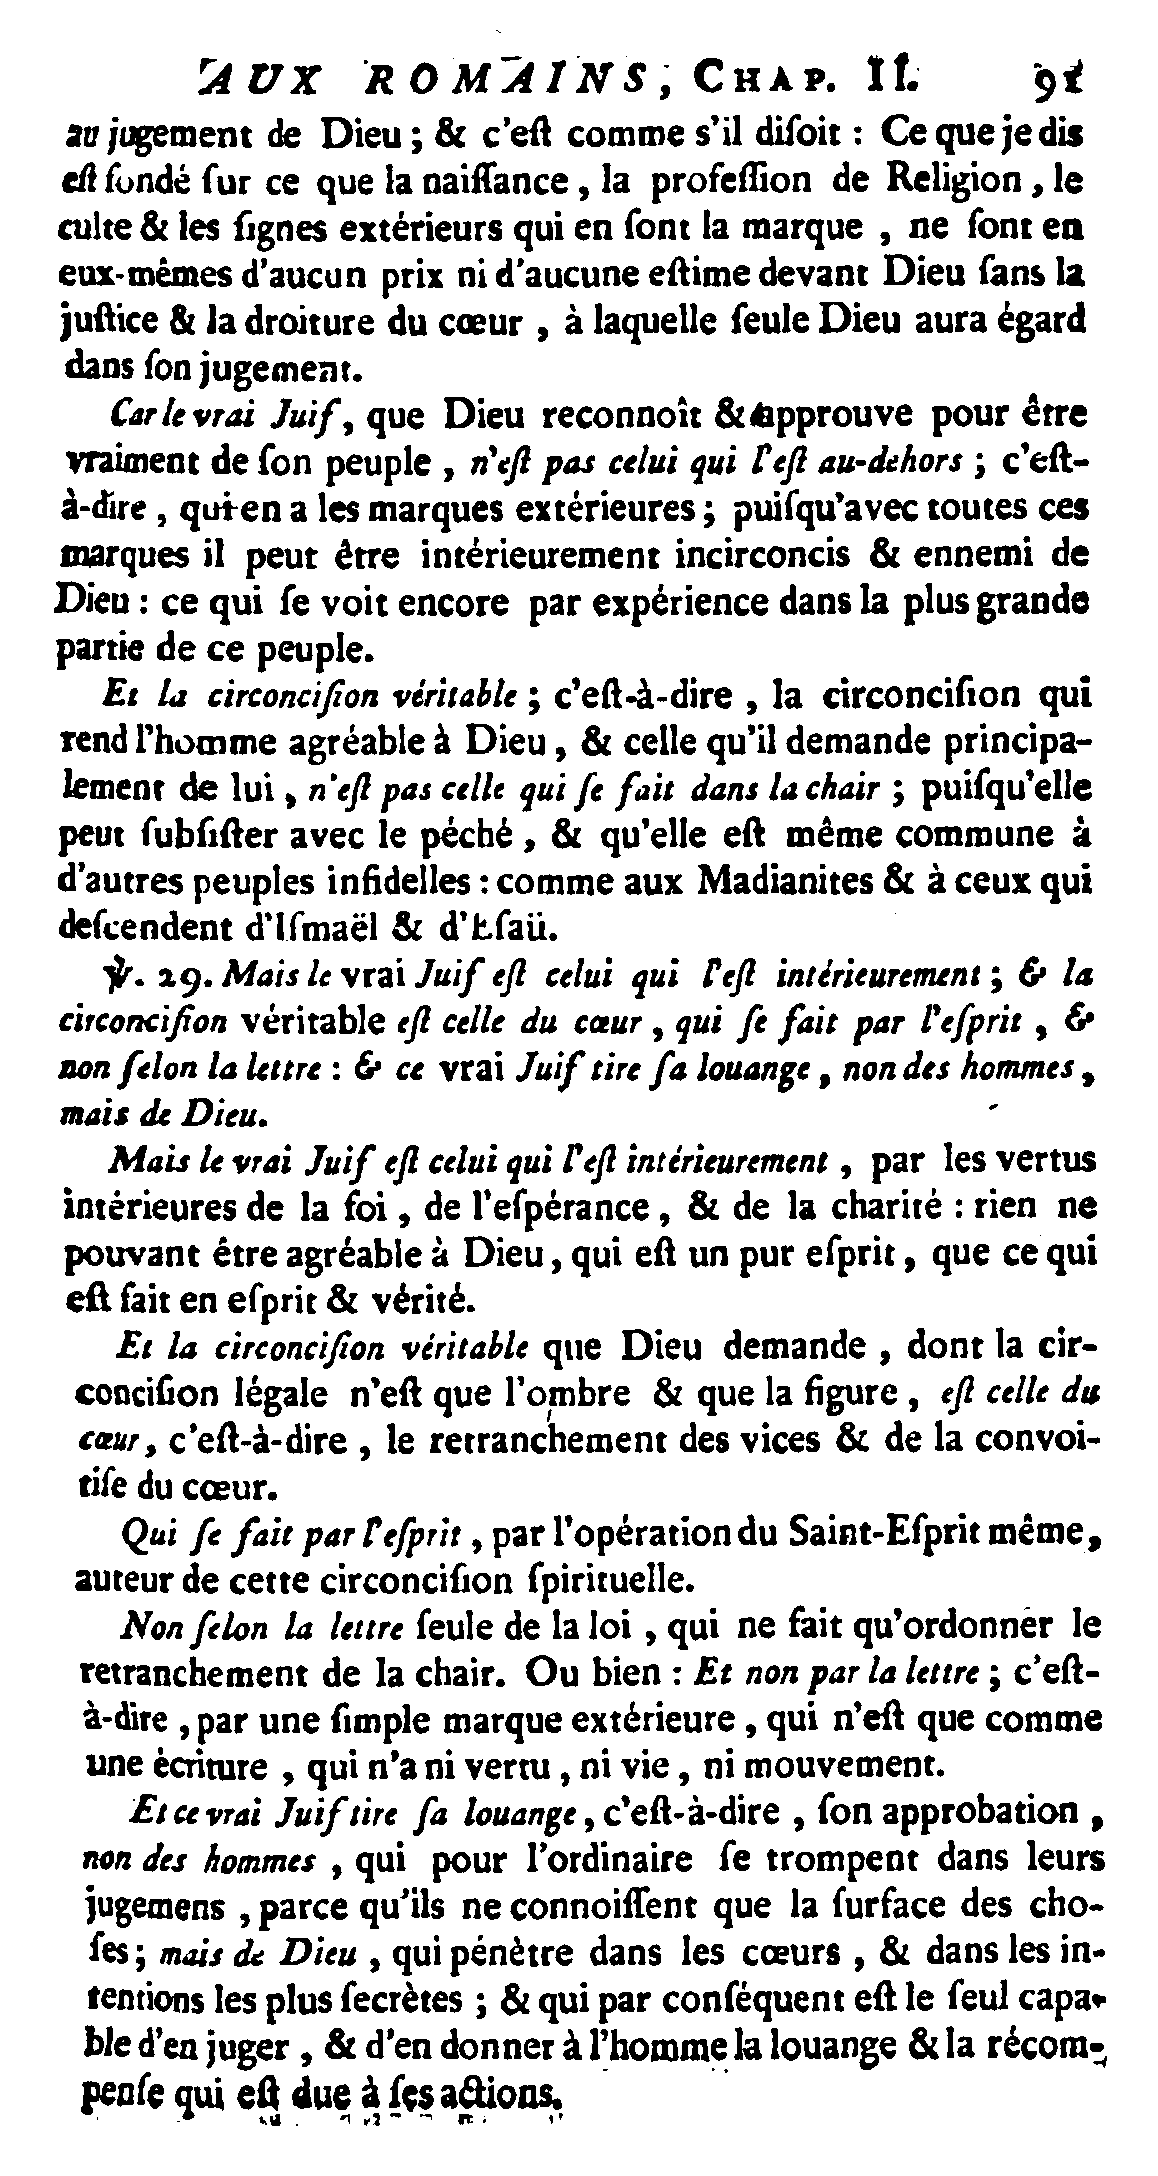 AUX ROMAINS, CHAP. II. 91
au jugement de Dieu ; & c'eſt comme s'il diſoit : Ce que je dis
eſt fondé ſur ce que la naiſſance, la profeſſion de Religion, le
culte & les ſignes extérieurs qui en ſont la marque, ne ſont en
eux-mêmes d'aucun prix ni d'aucune eſtime devant Dieu ſans la
juſtice & la droiture du cœur, à laquelle ſeule Dieu aura égard
dans ſon jugement.
Car le vrai Juif, que Dieu reconnoît & approuve pour être
vraiment de ſon peuple, n'eſt pas celui qui l'eſt au-dehors ; c'eſt-
à-dire, qui en a les marques extérieures ; puiſqu'avec toutes ces
marques il peut être intérieurement incirconcis & ennemi de
Dieu : ce qui ſe voit encore par expérience dans la plus grande
partie de ce peuple.
Et la circonciſion véritable ; c'eſt-à-dire, la circonciſion qui
rend l'homme agréable à Dieu, & celle qu'il demande principa-
lement de lui, n'eſt pas celle qui ſe fait dans la chair ; puiſqu'elle
peut ſubſiſter avec le péché, & qu'elle eſt même commune à
d'autres peuples infidelles : comme aux Madianites & à ceux qui
deſcendent d'Iſmaël & d'Eſaü.
℣. 29. Mais le vrai Juif eſt celui qui l'eſt intérieurement ; & la
circonciſion véritable eſt celle du cœur, qui ſe fait par l'eſprit, &
non ſelon la lettre : & ce vrai Juif tire ſa louange, non des hommes,
mais de Dieu.
Mais le vrai Juif eſt celui qui l'eſt intérieurement, par les vertus
intérieures de la foi, de l'eſpérance, & de la charité : rien ne
pouvant être agréable à Dieu, qui eſt un pur eſprit, que ce qui
eſt fait en eſprit & vérité.
Et la circonciſion véritable que Dieu demande, dont la cir-
conciſion légale n'eſt que l'ombre & que la figure, eſt celle du
cœur, c'eſt-à-dire, le retranchement des vices & de la convoi-
tiſe du cœur.
Qui ſe fait par l'eſprit, par l'opération du Saint-Eſprit même,
auteur de cette circonciſion ſpirituelle.
Non ſelon la lettre ſeule de la loi, qui ne fait qu'ordonner le
retranchement de la chair. Ou bien : Et non par la lettre ; c'eſt-
à-dire, par une ſimple marque extérieure, qui n'eſt que comme
une écriture, qui n'a ni vertu, ni vie, ni mouvement.
Et ce vrai Juif tire ſa louange, c'eſt-à-dire, ſon approbation,
non des hommes, qui pour l'ordinaire ſe trompent dans leurs
jugemens, parce qu'ils ne connoiſſent que la ſurface des cho-
ſes ; mais de Dieu, qui pénètre dans les cœurs, & dans les in-
tentions les plus ſecrètes ; & qui par conſéquent eſt le ſeul capa-
ble d'en juger, & d'en donner à l'homme la louange & la récom-
penſe qui eſt due à ſes actions.